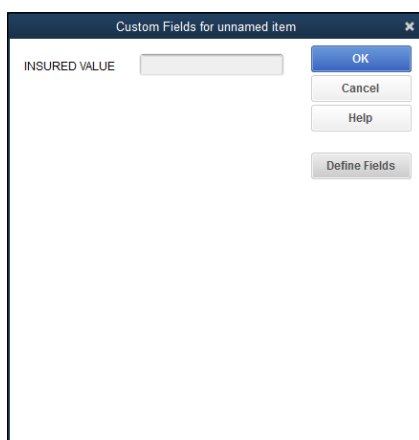 Custom Fields for unnamed item
INSURED VALUE
OK
Cancel
Help
Define Fields